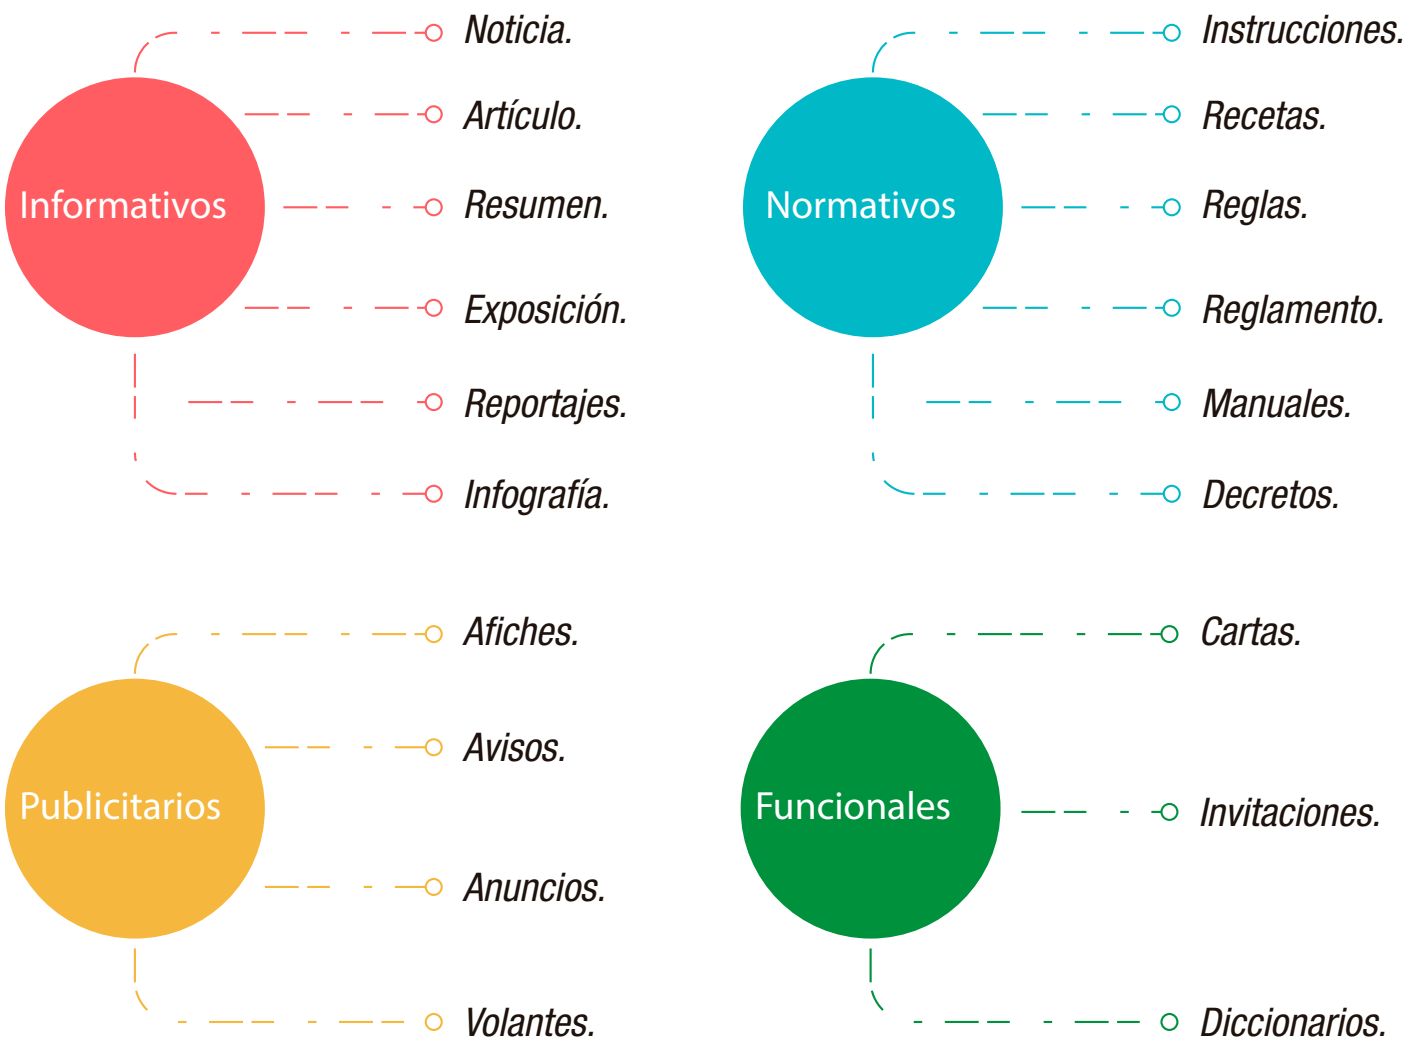 Informativos
Noticia.
Artículo.
Resumen.
Exposición.
Reportajes.
Infografía.
Normativos
Instrucciones.
Recetas.
Reglas.
Reglamento.
Manuales.
Decretos.
Publicitarios
Afiches.
Avisos.
Anuncios.
Volantes.
Funcionales
Cartas.
Invitaciones.
Diccionarios.